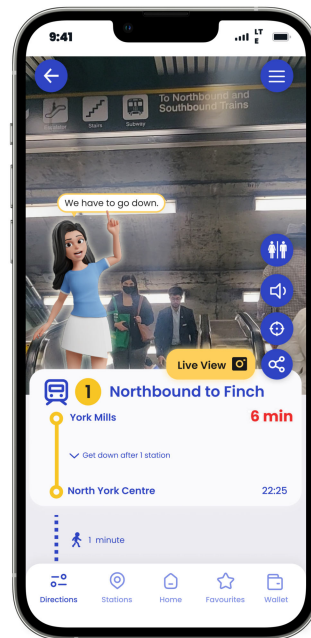 9:41
LT
E
To Northbound and
Southbound Trains
Escalator
Stairs
Subway
We have to go down.
Live View
1 Northbound to Finch
York Mills
6 min
Get down after 1 station
North York Centre
22:25
1 minute
Directions
Stations
Home
Favourites
Wallet